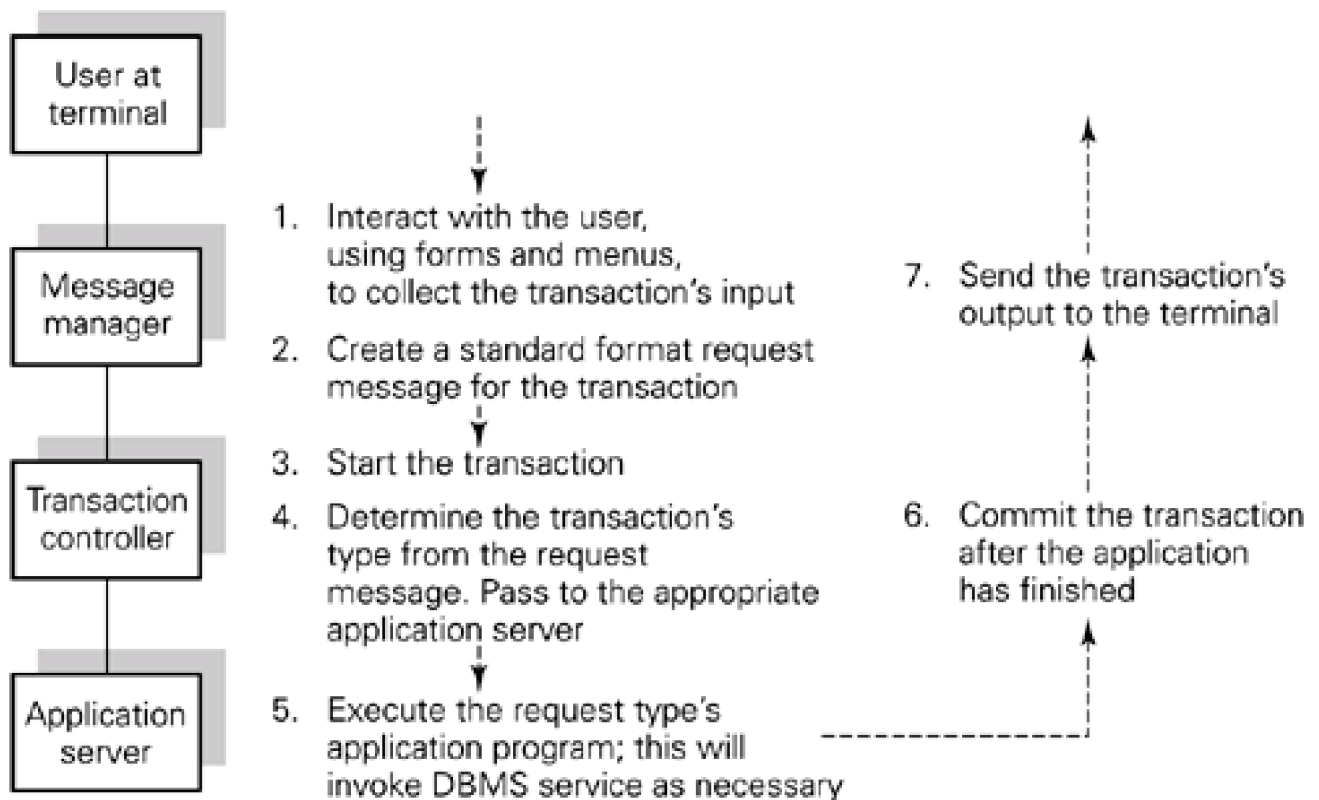 User at
terminal
Message
manager
Transaction
controller
Application
server
1. Interact with the user,
using forms and menus,
to collect the transaction's input
2. Create a standard format request
message for the transaction
3. Start the transaction
4. Determine the transaction's
type from the request
message. Pass to the appropriate
application server
5. Execute the request type's
application program; this will
invoke DBMS service as necessary
6. Commit the transaction
after the application
has finished
7. Send the transaction's
output to the terminal